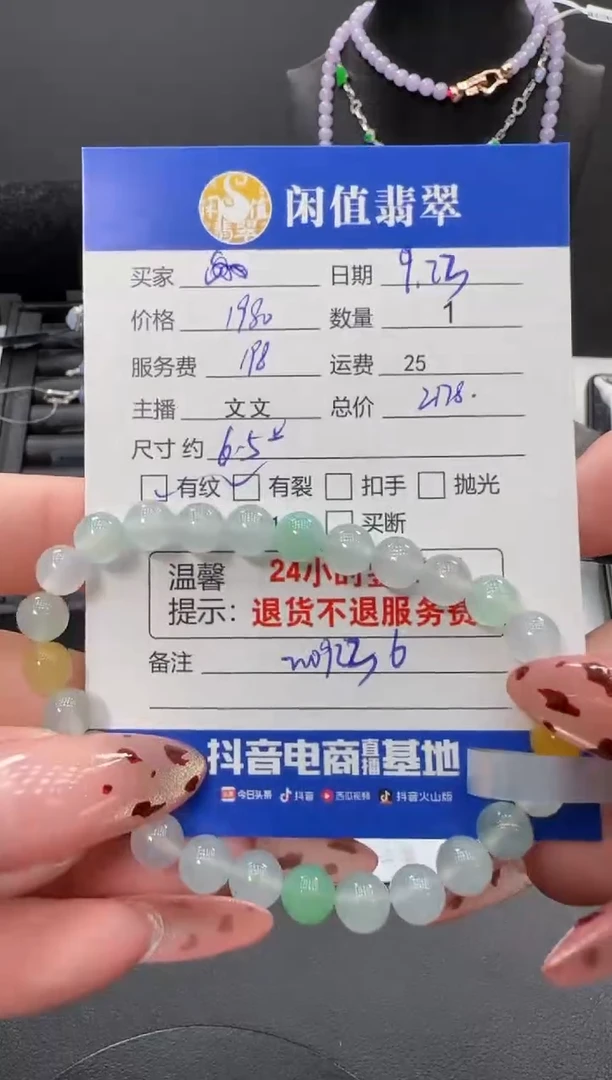 闲值翡翠
买家 日期 9.23
价格 1980 数量 1
服务费 198 运费 25
主播 文文 总价 2178.
尺寸 约 6.5
有纹 有裂 扣手 抛光
买断
温馨 24小时
提示: 退货不退服务费
备注
抖音电商直播基地
今日头条 抖音 西瓜视频 抖音火山版